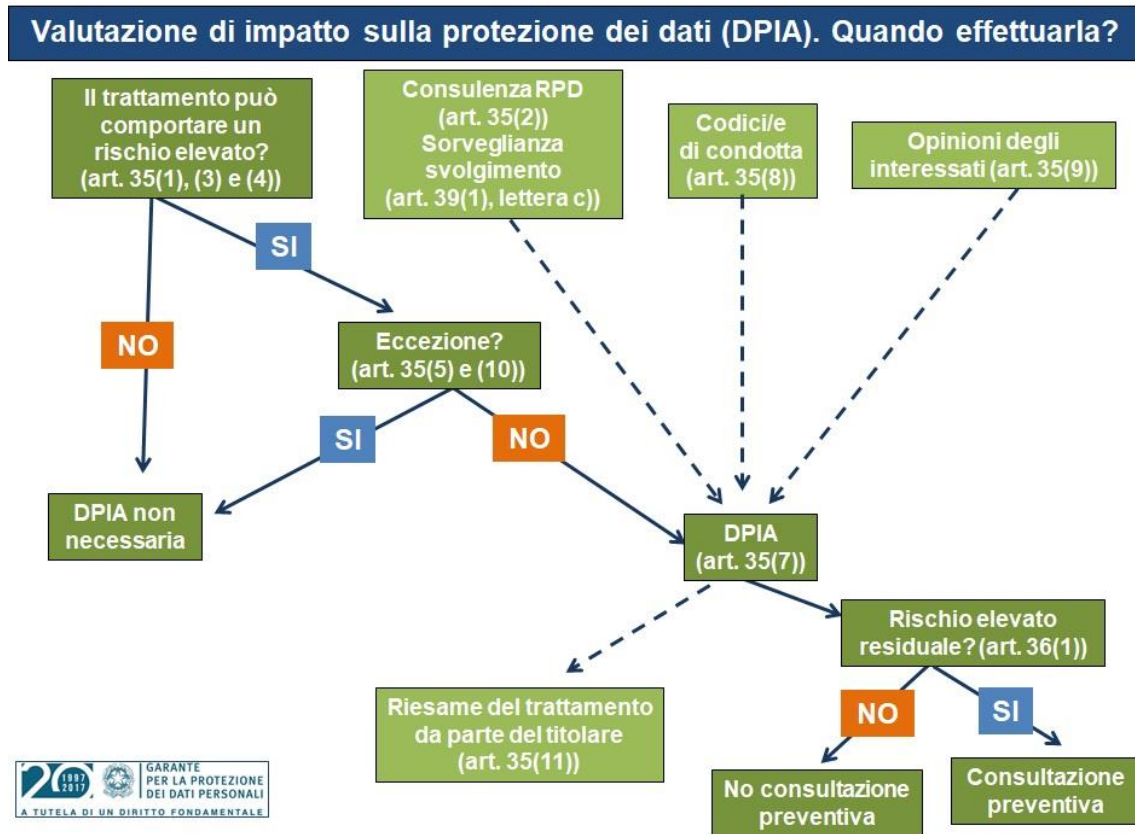 Valutazione di impatto sulla protezione dei dati (DPIA). Quando effettuarla?
Il trattamento può
comportare un
rischio elevato?
(art. 35(1), (3) e (4))
Consulenza RPD
(art. 35(2))
Sorveglianza
svolgimento
(art. 39(1), lettera c))
Codici/e
di condotta
(art. 35(8))
Opinioni degli
interessati (art. 35(9))
SI
NO
Eccezione?
(art. 35(5) e (10))
SI
NO
DPIA non
necessaria
DPIA
(art. 35(7))
Rischio elevato
residuale? (art. 36(1))
Riesame del trattamento
da parte del titolare
(art. 35(11))
NO
SI
No consultazione
preventiva
Consultazione
preventiva
20
1997
2017
GARANTE
PER LA PROTEZIONE
DEI DATI PERSONALI
A TUTELA DI UN DIRITTO FONDAMENTALE